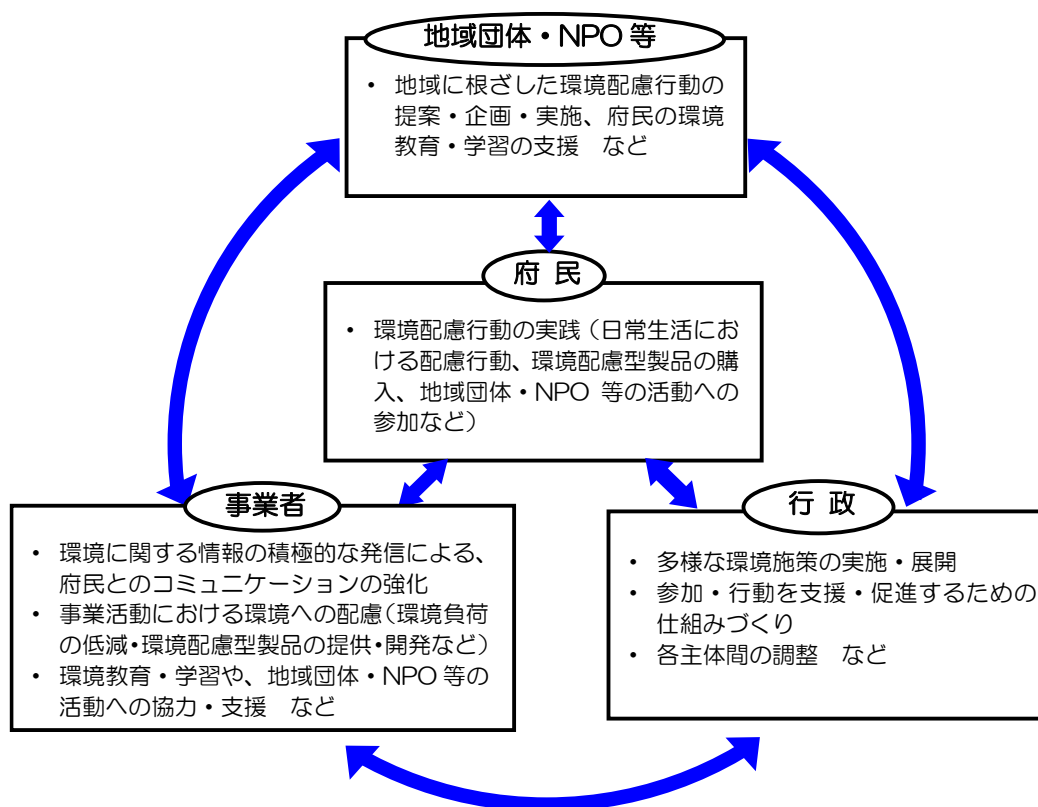 地域団体・NPO 等
・ 地域に根ざした環境配慮行動の
提案・企画・実施、府民の環境
教育・学習の支援　など
府 民
・ 環境配慮行動の実践（日常生活にお
ける配慮行動、環境配慮型製品の購
入、地域団体・NPO 等の活動への
参加など）
事業者
・ 環境に関する情報の積極的な発信による、
府民とのコミュニケーションの強化
・ 事業活動における環境への配慮（環境負荷
の低減・環境配慮型製品の提供・開発など）
・ 環境教育・学習や、地域団体・NPO 等の
活動への協力・支援　など
行 政
・ 多様な環境施策の実施・展開
・ 参加・行動を支援・促進するための
仕組みづくり
・ 各主体間の調整　など